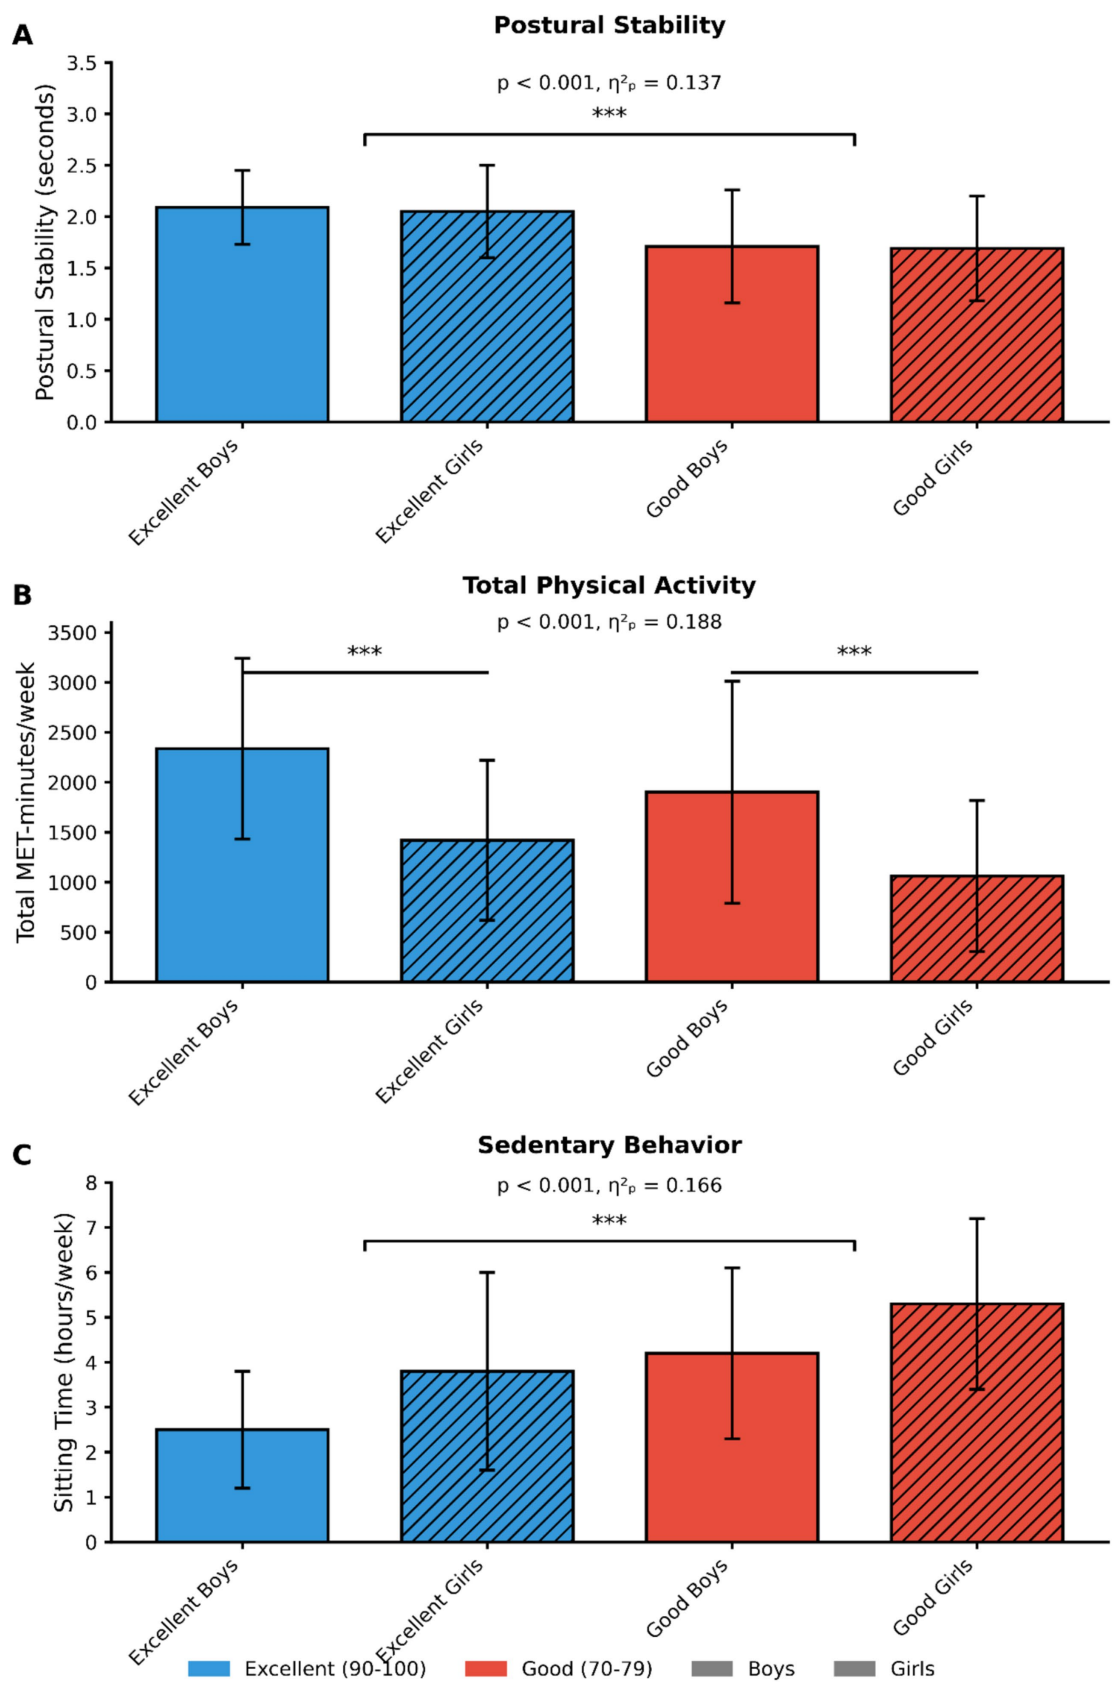 A
Postural Stability
p < 0.001, η²ₚ = 0.137
***
Postural Stability (seconds)
3.5
3.0
2.5
2.0
1.5
1.0
0.5
0.0
Excellent Boys
Excellent Girls
Good Boys
Good Girls
B
Total Physical Activity
p < 0.001, η²ₚ = 0.188
*** ***
Total MET-minutes/week
3500
3000
2500
2000
1500
1000
500
0
Excellent Boys
Excellent Girls
Good Boys
Good Girls
C
Sedentary Behavior
p < 0.001, η²ₚ = 0.166
***
Sitting Time (hours/week)
8
7
6
5
4
3
2
1
0
Excellent Boys
Excellent Girls
Good Boys
Good Girls
Excellent (90-100) Good (70-79) Boys Girls